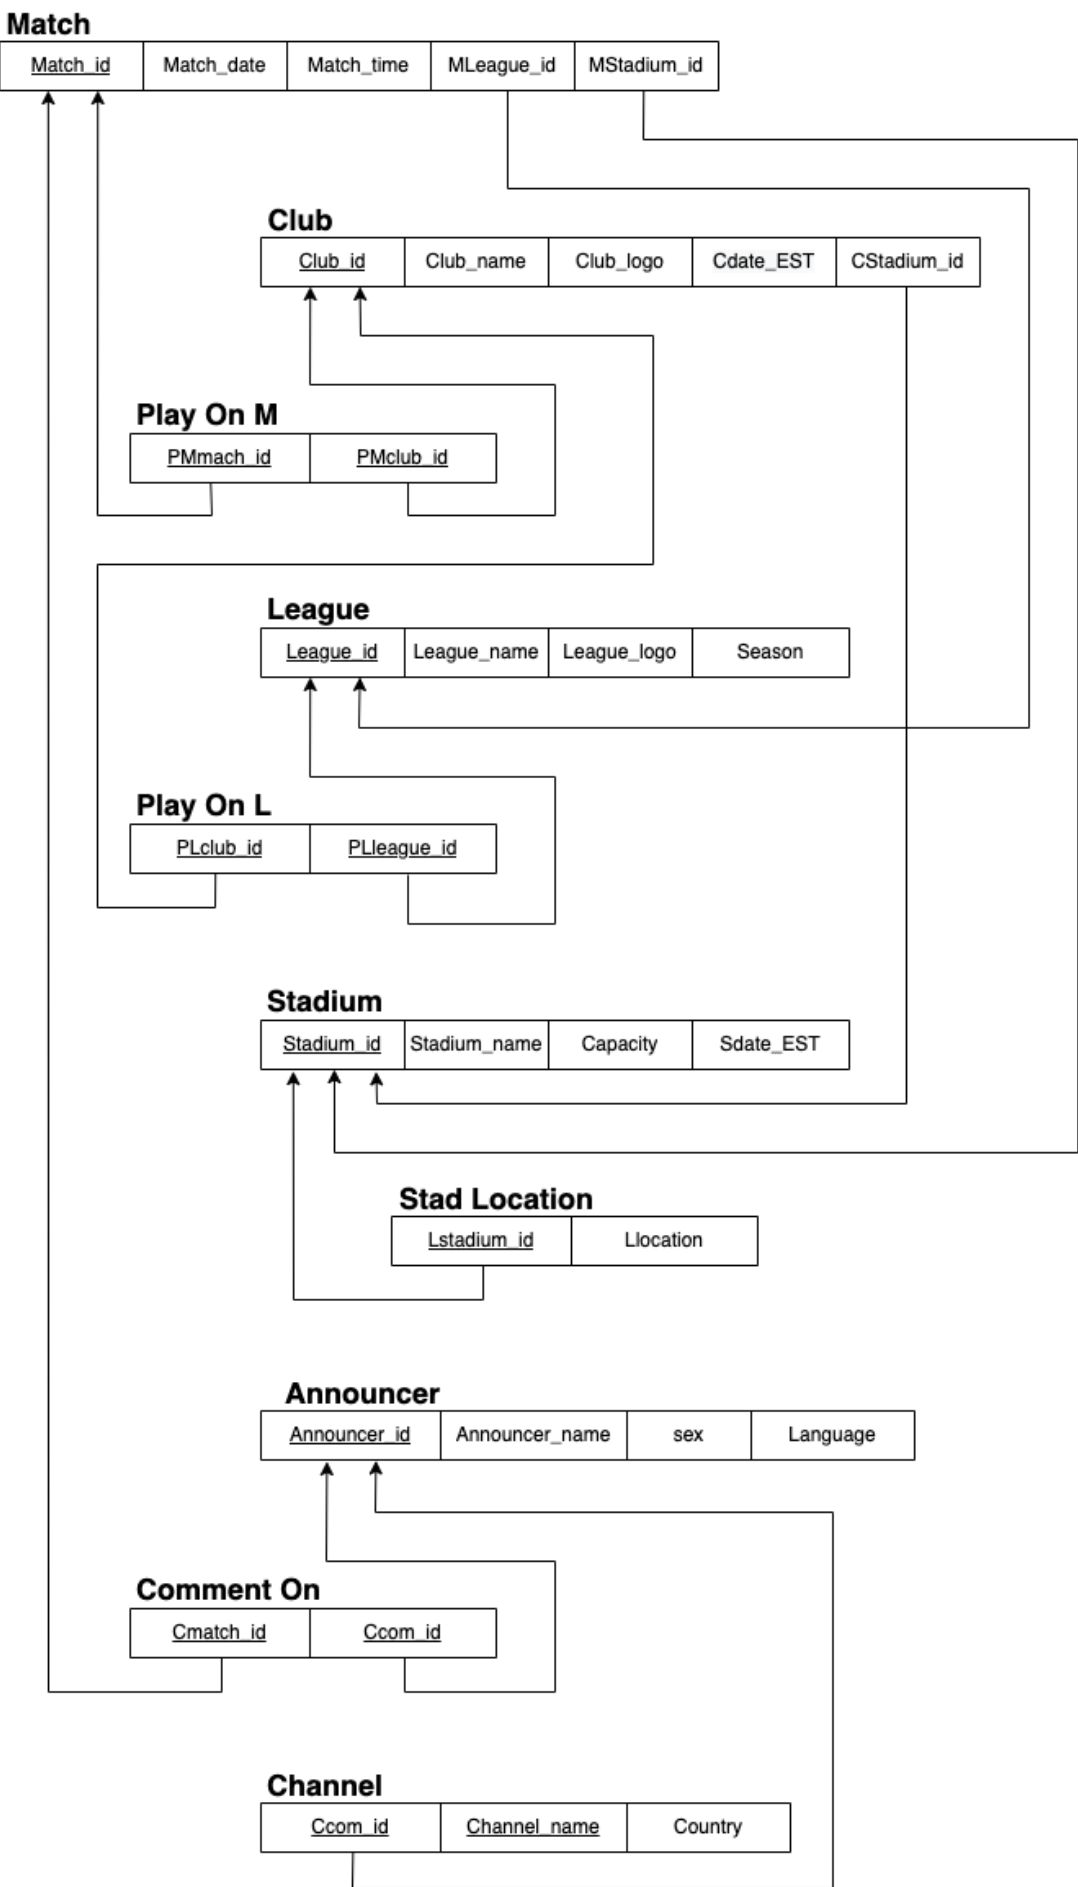 Match
Match_id Match_date Match_time MLeague_id MStadium_id
Club
Club_id Club_name Club_logo Cdate_EST CStadium_id
Play On M
PMmach_id PMclub_id
League
League_id League_name League_logo Season
Play On L
PLclub_id PLleague_id
Stadium
Stadium_id Stadium_name Capacity Sdate_EST
Stad Location
Lstadium_id Llocation
Announcer
Announcer_id Announcer_name sex Language
Comment On
Cmatch_id Ccom_id
Channel
Ccom_id Channel_name Country